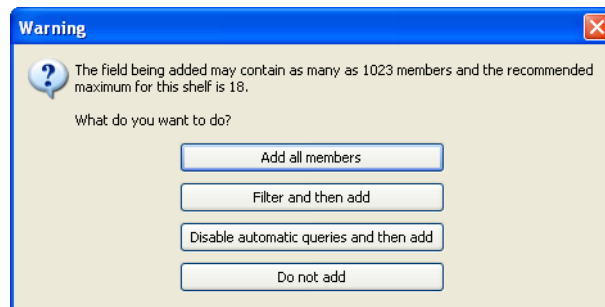 Warning
The field being added may contain as many as 1023 members and the recommended
maximum for this shelf is 18.
What do you want to do?
Add all members
Filter and then add
Disable automatic queries and then add
Do not add